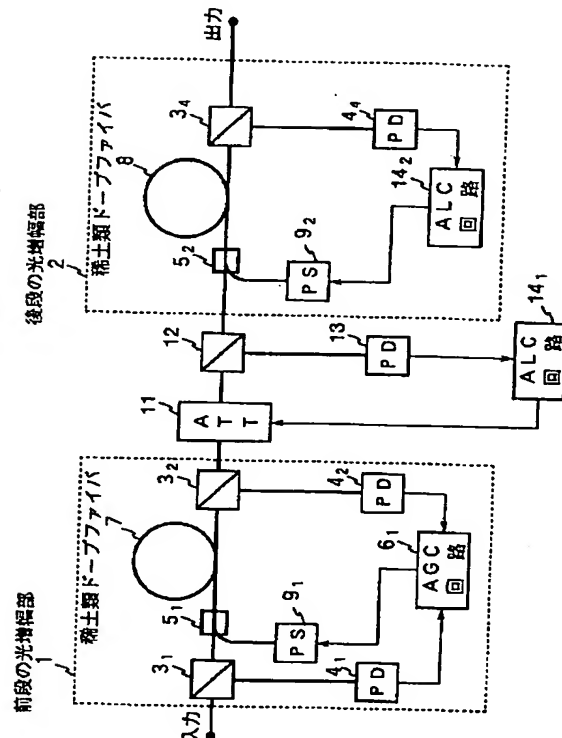 前段の光増幅部
1
稀土類ドープファイバ
7
入力
3₁
5₁
3₂
9₁
PS
4₁
PD
4₂
PD
6₁
AGC
回路
11
ATT
12
13
PD
14₁
ALC
回路
後段の光増幅部
2
稀土類ドープファイバ
8
5₂
3₄
出力
9₂
PS
4₄
PD
14₂
ALC
回路